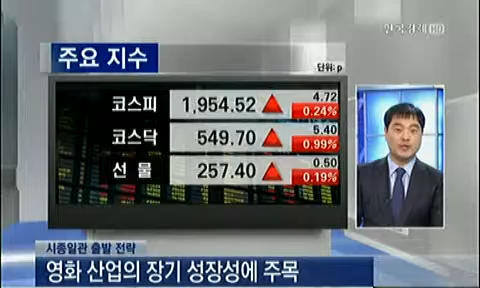 한국경제 HD
주요 지수
단위: p
코스피 1,954.52 ▲ 4.72 0.24%
코스닥 549.70 ▲ 5.40 0.99%
선물 257.40 ▲ 0.50 0.19%
시종일관 출발 전략
영화 산업의 장기 성장성에 주목